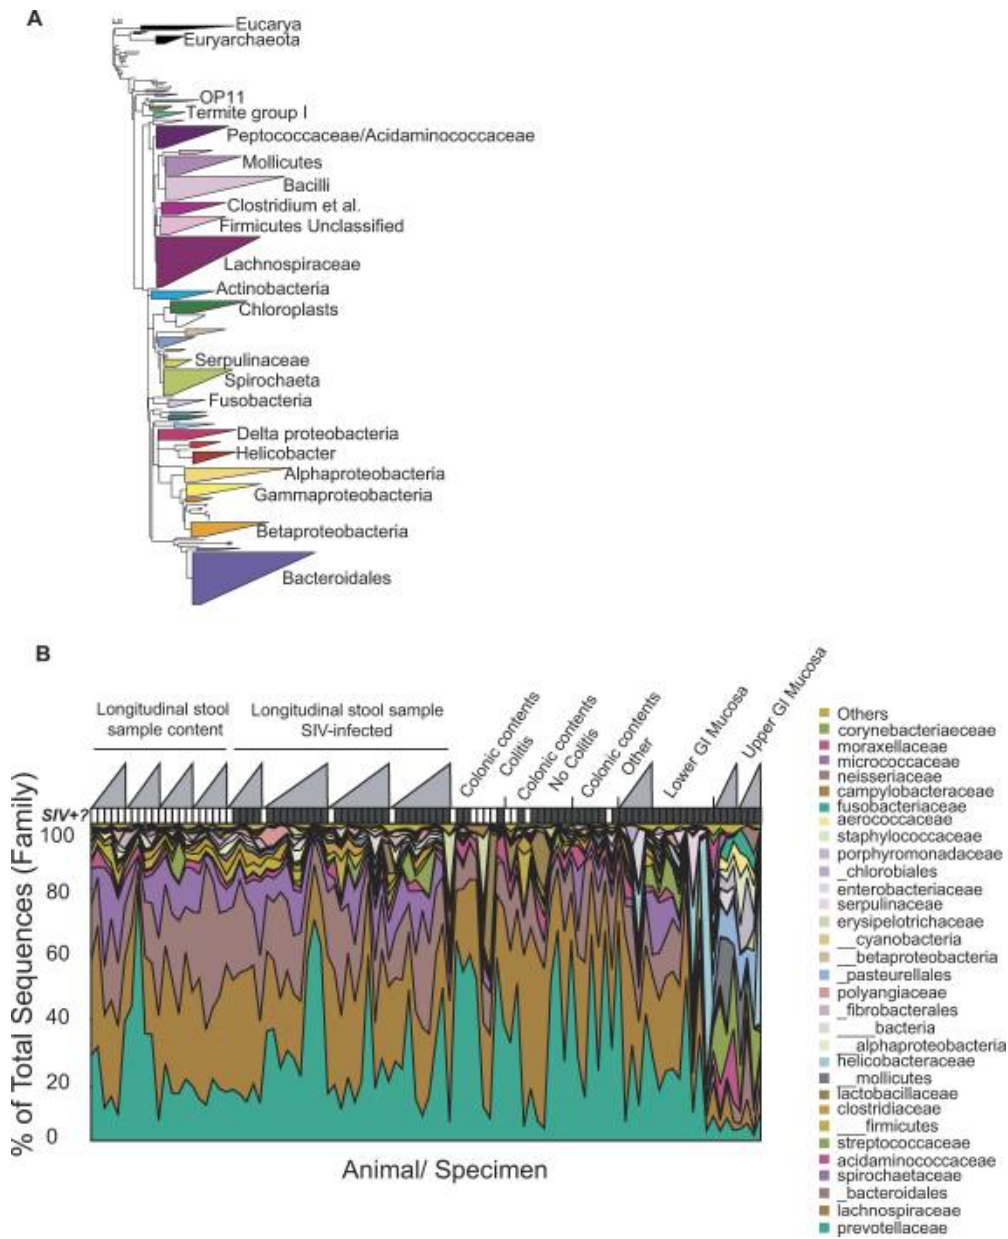 A
Eucarya
Euryarchaeota
OP11
Termite group I
Peptococcaceae/Acidaminococcaceae
Mollicutes
Bacilli
Clostridium et al.
Firmicutes Unclassified
Lachnospiraceae
Actinobacteria
Chloroplasts
Serpulinaceae
Spirochaeta
Fusobacteria
Delta proteobacteria
Helicobacter
Alphaproteobacteria
Gammaproteobacteria
Betaproteobacteria
Bacteroidales
B
Longitudinal stool
sample content
Longitudinal stool sample
SIV-infected
Colonic contents
Colitis
Colonic contents
No Colitis
Colonic contents
Other
Lower GI Mucosa
Upper GI Mucosa
SIV+?
100
80
60
40
20
0
% of Total Sequences (Family)
Animal/ Specimen
Others
corynebacteriaeceae
moraxellaceae
micrococcaceae
neisseriaceae
campylobacteraceae
fusobacteriaceae
aerococcaceae
staphylococcaceae
porphyromonadaceae
_chlorobiales
enterobacteriaceae
serpulinaceae
erysipelotrichaceae
__cyanobacteria
__betaproteobacteria
_pasteurellales
polyangiaceae
_fibrobacterales
____bacteria
__alphaproteobacteria
helicobacteraceae
__mollicutes
lactobacillaceae
clostridiaceae
___firmicutes
streptococcaceae
acidaminococcaceae
spirochaetaceae
_bacteroidales
lachnospiraceae
prevotellaceae